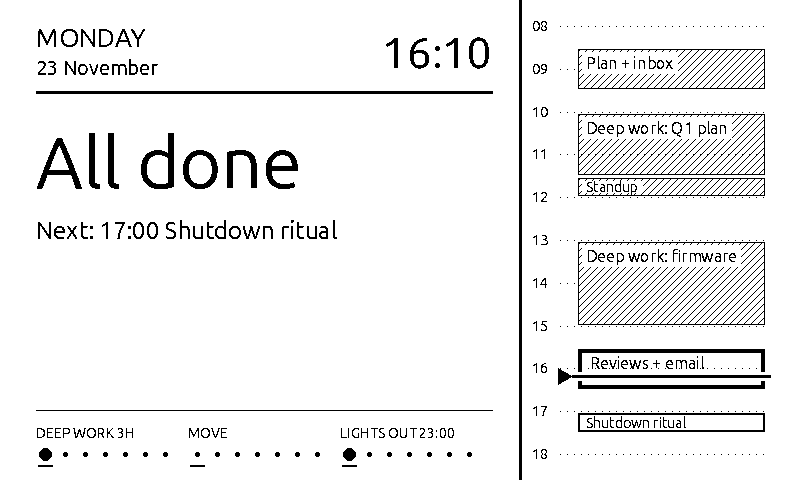 MONDAY
23 November
16:10
All done
Next: 17:00 Shutdown ritual
DEEP WORK 3H
MOVE
LIGHTS OUT 23:00
08
09
Plan + inbox
10
Deep work: Q1 plan
11
Standup
12
13
Deep work: firmware
14
15
16
Reviews + email
17
Shutdown ritual
18